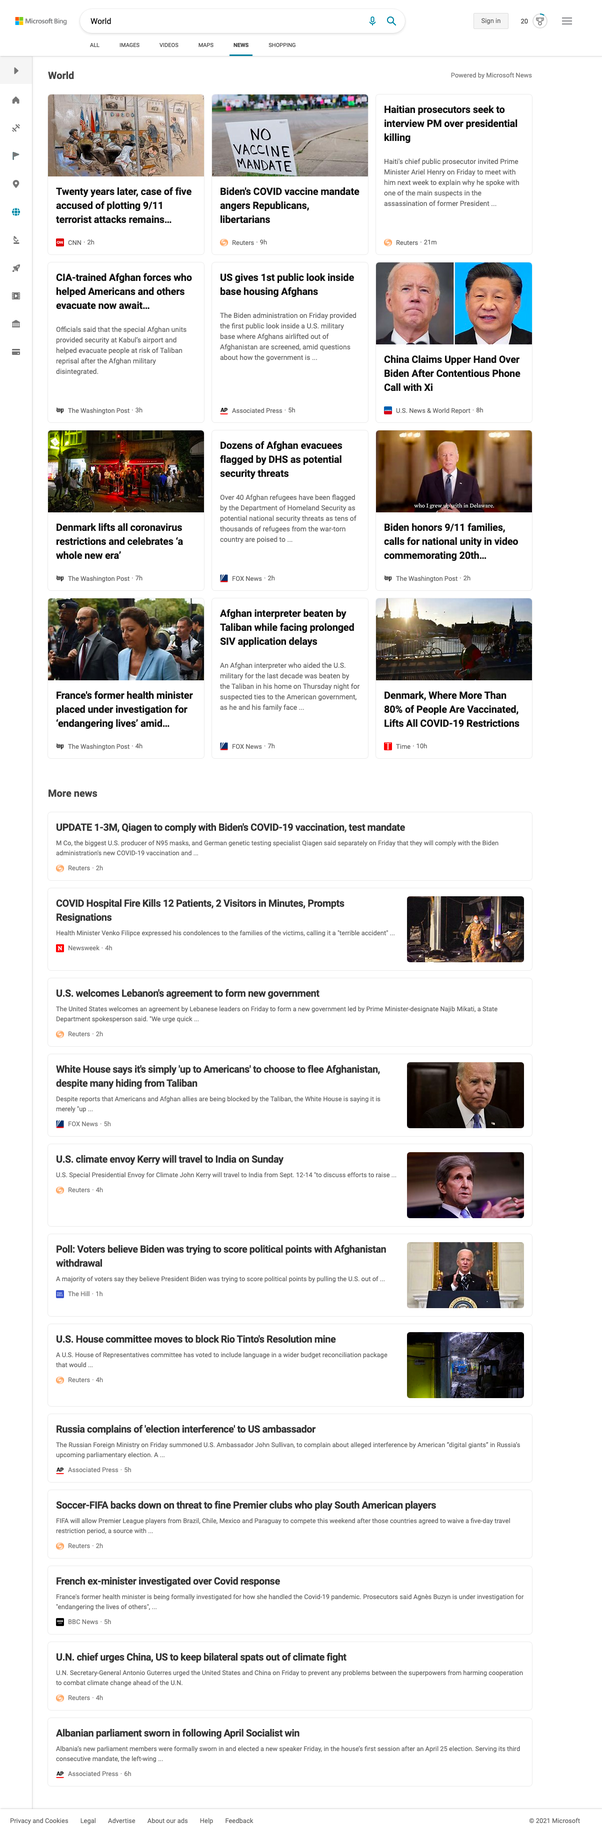 Microsoft Bing
World
Sign in
20
ALL IMAGES VIDEOS MAPS NEWS SHOPPING
World
Powered by Microsoft News
NO
VACCINE
MANDATE
Twenty years later, case of five
accused of plotting 9/11
terrorist attacks remains...
CNN · 2h
Biden's COVID vaccine mandate
angers Republicans,
libertarians
Reuters · 9h
Haitian prosecutors seek to
interview PM over presidential
killing
Haiti's chief public prosecutor invited Prime
Minister Ariel Henry on Friday to meet with
him next week to explain why he spoke with
one of the main suspects in the
assassination of former President ...
Reuters · 21m
CIA-trained Afghan forces who
helped Americans and others
evacuate now await...
Officials said that the special Afghan units
provided security at Kabul's airport and
helped evacuate people at risk of Taliban
reprisal after the Afghan military
disintegrated.
wp The Washington Post · 3h
US gives 1st public look inside
base housing Afghans
The Biden administration on Friday provided
the first public look inside a U.S. military
base where Afghans airlifted out of
Afghanistan are screened, amid questions
about how the government is ...
AP Associated Press · 5h
China Claims Upper Hand Over
Biden After Contentious Phone
Call with Xi
U.S. News & World Report · 8h
Denmark lifts all coronavirus
restrictions and celebrates ‘a
whole new era’
wp The Washington Post · 7h
Dozens of Afghan evacuees
flagged by DHS as potential
security threats
Over 40 Afghan refugees have been flagged
by the Department of Homeland Security as
potential national security threats as tens of
thousands of refugees from the war-torn
country are poised to ...
FOX News · 2h
who I grew up with in Delaware.
Biden honors 9/11 families,
calls for national unity in video
commemorating 20th...
wp The Washington Post · 2h
France's former health minister
placed under investigation for
‘endangering lives’ amid...
wp The Washington Post · 4h
Afghan interpreter beaten by
Taliban while facing prolonged
SIV application delays
An Afghan interpreter who aided the U.S.
military for the last decade was beaten by
the Taliban in his home on Thursday night for
suspected ties to the American government,
as he and his family face ...
FOX News · 7h
Denmark, Where More Than
80% of People Are Vaccinated,
Lifts All COVID-19 Restrictions
Time · 10h
More news
UPDATE 1-3M, Qiagen to comply with Biden's COVID-19 vaccination, test mandate
M Co, the biggest U.S. producer of N95 masks, and German genetic testing specialist Qiagen said separately on Friday that they will comply with the Biden
administration's new COVID-19 vaccination and ...
Reuters · 2h
COVID Hospital Fire Kills 12 Patients, 2 Visitors in Minutes, Prompts
Resignations
Health Minister Venko Filipce expressed his condolences to the families of the victims, calling it a "terrible accident" ...
N Newsweek · 4h
U.S. welcomes Lebanon's agreement to form new government
The United States welcomes an agreement by Lebanese leaders on Friday to form a new government led by Prime Minister-designate Najib Mikati, a State
Department spokesperson said. "We urge quick ...
Reuters · 2h
White House says it's simply 'up to Americans' to choose to flee Afghanistan,
despite many hiding from Taliban
Despite reports that Americans and Afghan allies are being blocked by the Taliban, the White House is saying it is
merely "up ...
FOX News · 5h
U.S. climate envoy Kerry will travel to India on Sunday
U.S. Special Presidential Envoy for Climate John Kerry will travel to India from Sept. 12-14 "to discuss efforts to raise ...
Reuters · 4h
Poll: Voters believe Biden was trying to score political points with Afghanistan
withdrawal
A majority of voters say they believe President Biden was trying to score political points by pulling the U.S. out of ...
The Hill · 1h
U.S. House committee moves to block Rio Tinto's Resolution mine
A U.S. House of Representatives committee has voted to include language in a wider budget reconciliation package
that would ...
Reuters · 4h
Russia complains of 'election interference' to US ambassador
The Russian Foreign Ministry on Friday summoned U.S. Ambassador John Sullivan, to complain about alleged interference by American "digital giants" in Russia's
upcoming parliamentary election. A ...
AP Associated Press · 5h
Soccer-FIFA backs down on threat to fine Premier clubs who play South American players
FIFA will allow Premier League players from Brazil, Chile, Mexico and Paraguay to compete this weekend after those countries agreed to waive a five-day travel
restriction period, a source with ...
Reuters · 2h
French ex-minister investigated over Covid response
France's former health minister is being formally investigated for how she handled the Covid-19 pandemic. Prosecutors said Agnès Buzyn is under investigation for
"endangering the lives of others", ...
BBC News · 5h
U.N. chief urges China, US to keep bilateral spats out of climate fight
U.N. Secretary-General Antonio Guterres urged the United States and China on Friday to prevent any problems between the superpowers from harming cooperation
to combat climate change ahead of the U.N.
Reuters · 4h
Albanian parliament sworn in following April Socialist win
Albania's new parliament members were formally sworn in and elected a new speaker Friday, in the house's first session after an April 25 election. Serving its third
consecutive mandate, the left-wing ...
AP Associated Press · 6h
Privacy and Cookies Legal Advertise About our ads Help Feedback
© 2021 Microsoft